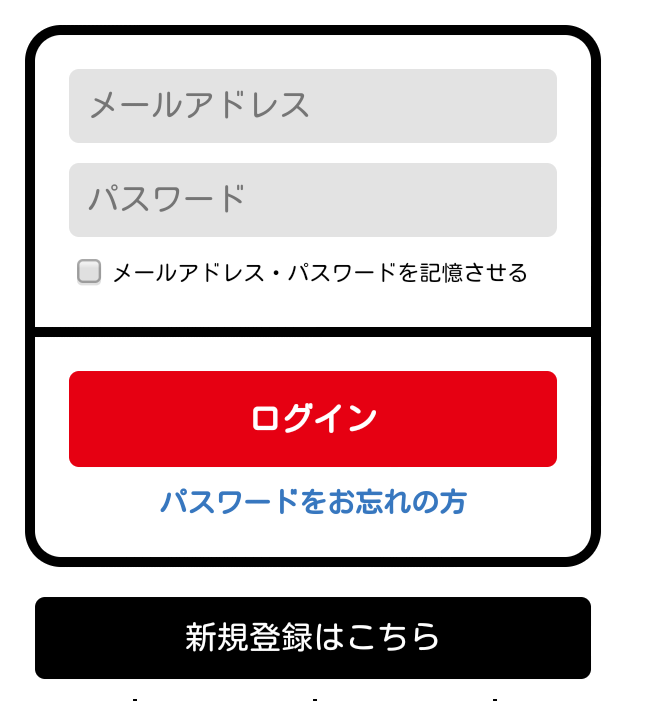 メールアドレス
パスワード
メールアドレス・パスワードを記憶させる
ログイン
パスワードをお忘れの方
新規登録はこちら